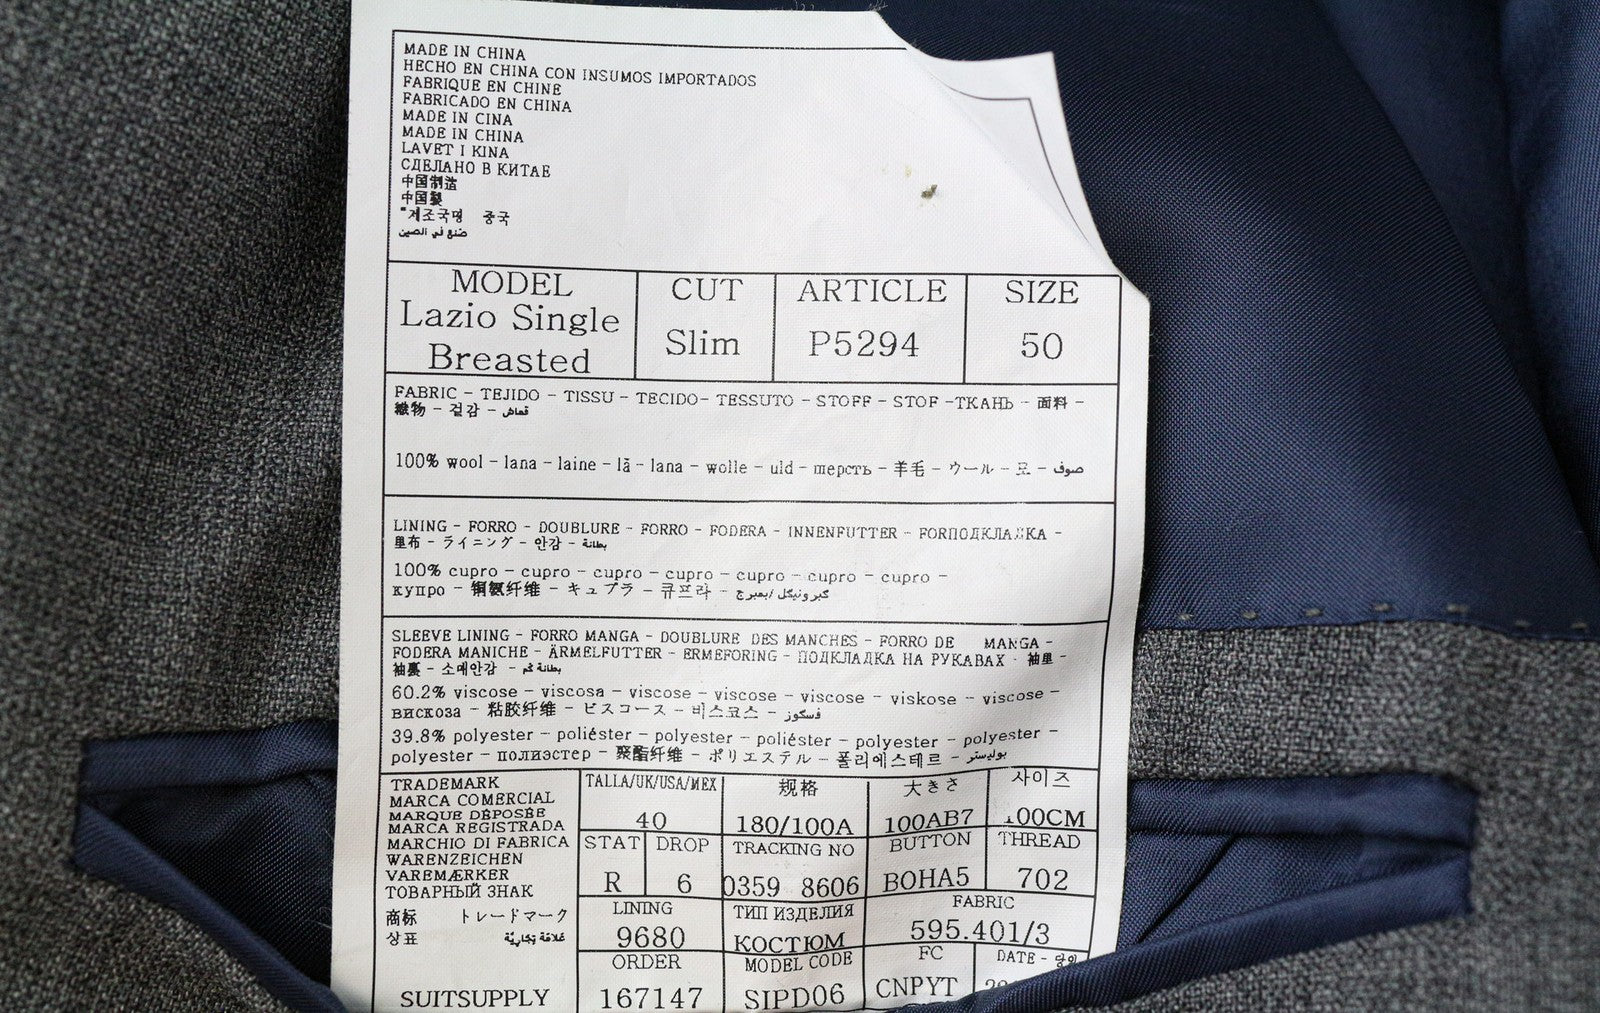 MADE IN CHINA
HECHO EN CHINA CON INSUMOS IMPORTADOS
FABRIQUE EN CHINE
FABRICADO EN CHINA
MADE IN CINA
MADE IN CHINA
LAVET I KINA
СДЕЛАНО В КИТАЕ
中国制造
中国製
"제조국명 중국
صنع في الصين
MODEL
Lazio Single
Breasted
CUT
Slim
ARTICLE
P5294
SIZE
50
FABRIC - TEJIDO - TISSU - TECIDO- TESSUTO - STOFF - STOF -ТКАНЬ - 面料 -
織物 - 겉감 - قماش
100% wool - lana - laine - lã - lana - wolle - uld - шерсть - 羊毛 - ウール - 모 - صوف
LINING - FORRO - DOUBLURE - FORRO - FODERA - INNENFUTTER - FORПОДКЛАДКА -
里布 - ライニング - 안감 - بطانة
100% cupro - cupro - cupro - cupro - cupro - cupro - cupro -
купро - 铜氨纤维 - キュプラ - 큐프라 -
SLEEVE LINING - FORRO MANGA - DOUBLURE DES MANCHES - FORRO DE MANGA -
FODERA MANICHE - ÄRMELFUTTER - ERMEFORING - ПОДКЛАДКА НА РУКАВАХ - 袖里 -
袖裏 - 소매안감 - بطانة كم
60.2% viscose - viscosa - viscose - viscose - viscose - viskose - viscose -
вискоза - 粘胶纤维 - ビスコース - 비스코스 - فسكوز
39.8% polyester - poliéster - polyester - poliéster - polyester - polyester -
polyester - полиэстер - 聚酯纤维 - ポリエステル - 폴리에스테르 - بوليستر
TRADEMARK
MARCA COMERCIAL
MARQUE DÉPOSÉE
MARCA REGISTRADA
MARCHIO DI FABRICA
WARENZEICHEN
VAREMÆRKER
ТОВАРНЫЙ ЗНАК
商标 トレードマーク
상표 علامة تجارية
SUITSUPPLY
TALLA/UK/USA/MEX
40
规格
180/100A
大きさ
100AB7
사이즈
100CM
STAT
R
DROP
6
TRACKING NO
0359 8606
BUTTON
BOHA5
THREAD
702
LINING
9680
ТИП ИЗДЕЛИЯ
КОСТЮМ
FABRIC
595.401/3
ORDER
167147
MODEL CODE
SIPD06
FC
CNPYT
DATE -